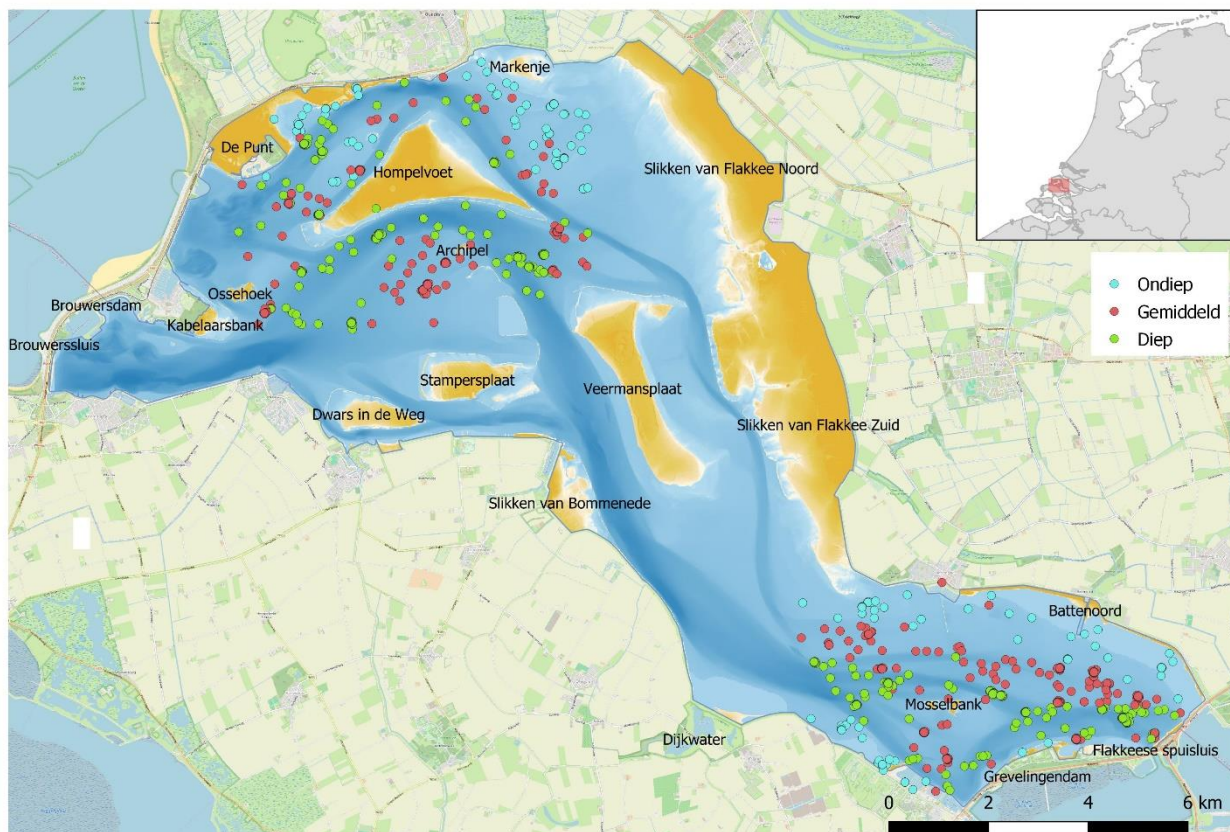 Markenje
De Punt
Hompelvoet
Slikken van Flakkee Noord
Archipel
Ossehoek
Brouwersdam
Kabelaarsbank
Brouwerssluis
Ondiep
Gemiddeld
Diep
Stampersplaat
Veermansplaat
Dwars in de Weg
Slikken van Flakkee Zuid
Slikken van Bommenede
Battenoord
Mosselbank
Dijkwater
Flakkeese spuisluis
Grevelingendam
0 2 4 6 km